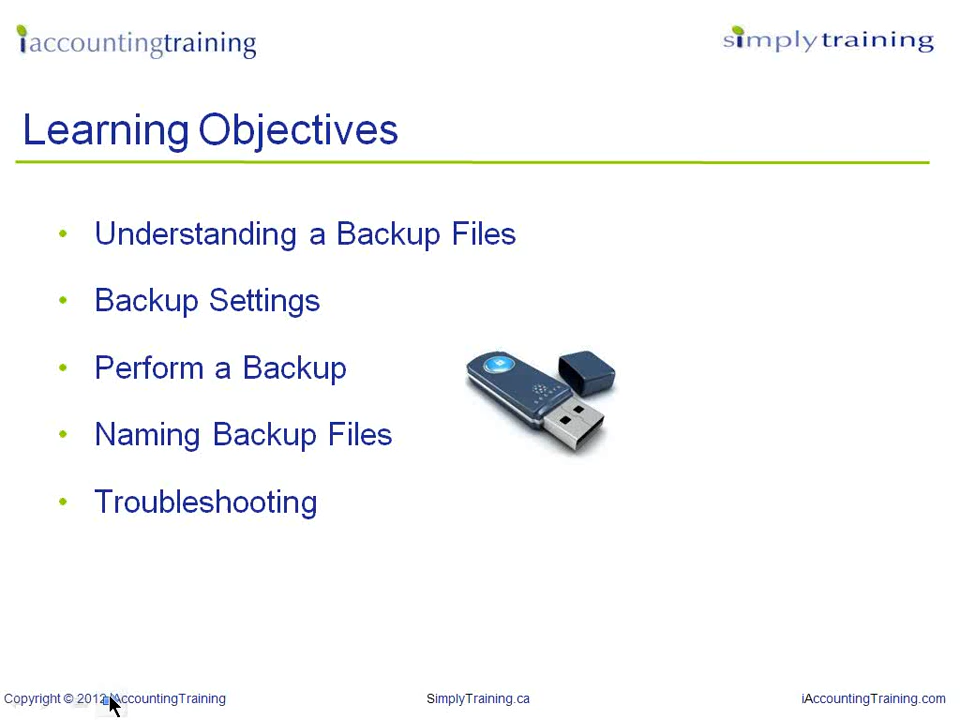 iaccountingtraining
simplytraining
Learning Objectives
• Understanding a Backup Files
• Backup Settings
• Perform a Backup
• Naming Backup Files
• Troubleshooting
Copyright © 2012 iAccountingTraining
SimplyTraining.ca
iAccountingTraining.com